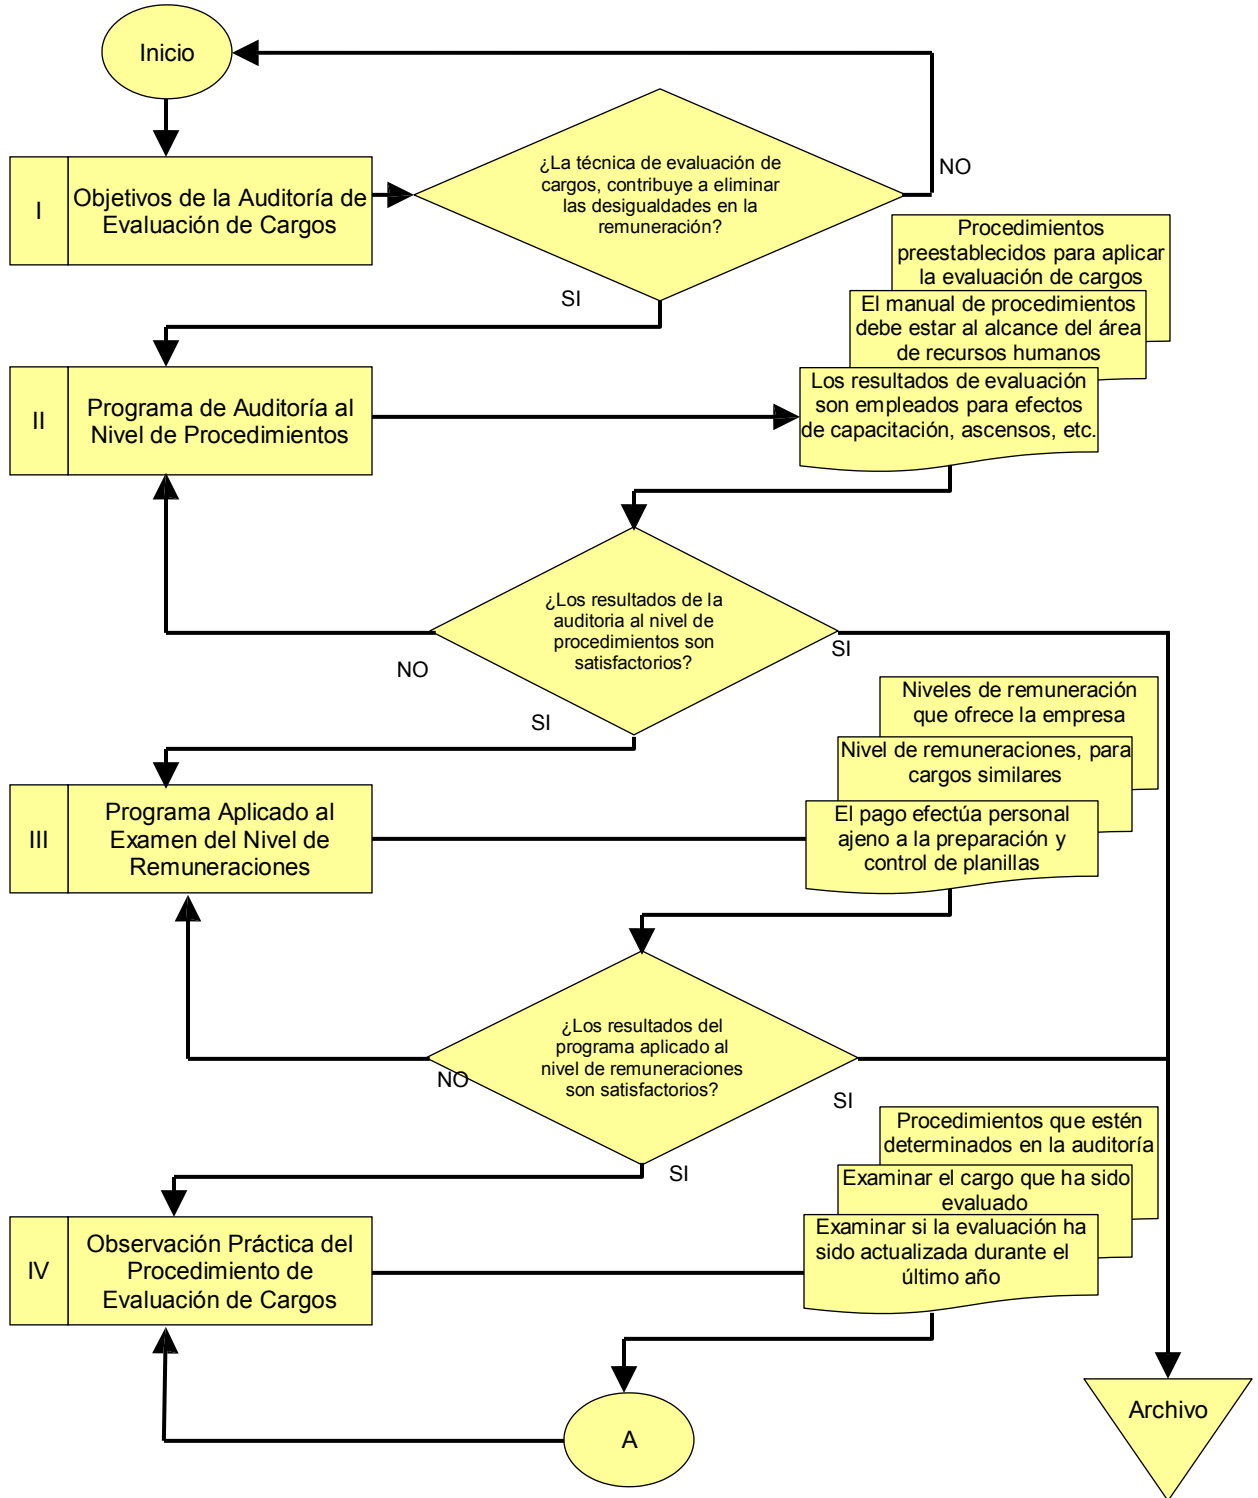 Inicio
I
Objetivos de la Auditoría de
Evaluación de Cargos
¿La técnica de evaluación de
cargos, contribuye a eliminar
las desigualdades en la
remuneración?
NO
SI
Procedimientos
preestablecidos para aplicar
la evaluación de cargos
El manual de procedimientos
debe estar al alcance del área
de recursos humanos
Los resultados de evaluación
son empleados para efectos
de capacitación, ascensos, etc.
II
Programa de Auditoría al
Nivel de Procedimientos
¿Los resultados de la
auditoria al nivel de
procedimientos son
satisfactorios?
NO
SI
SI
Niveles de remuneración
que ofrece la empresa
Nivel de remuneraciones, para
cargos similares
El pago efectúa personal
ajeno a la preparación y
control de planillas
III
Programa Aplicado al
Examen del Nivel de
Remuneraciones
¿Los resultados del
programa aplicado al
nivel de remuneraciones
son satisfactorios?
NO
SI
SI
Procedimientos que estén
determinados en la auditoría
Examinar el cargo que ha sido
evaluado
Examinar si la evaluación ha
sido actualizada durante el
último año
IV
Observación Práctica del
Procedimiento de
Evaluación de Cargos
A
Archivo